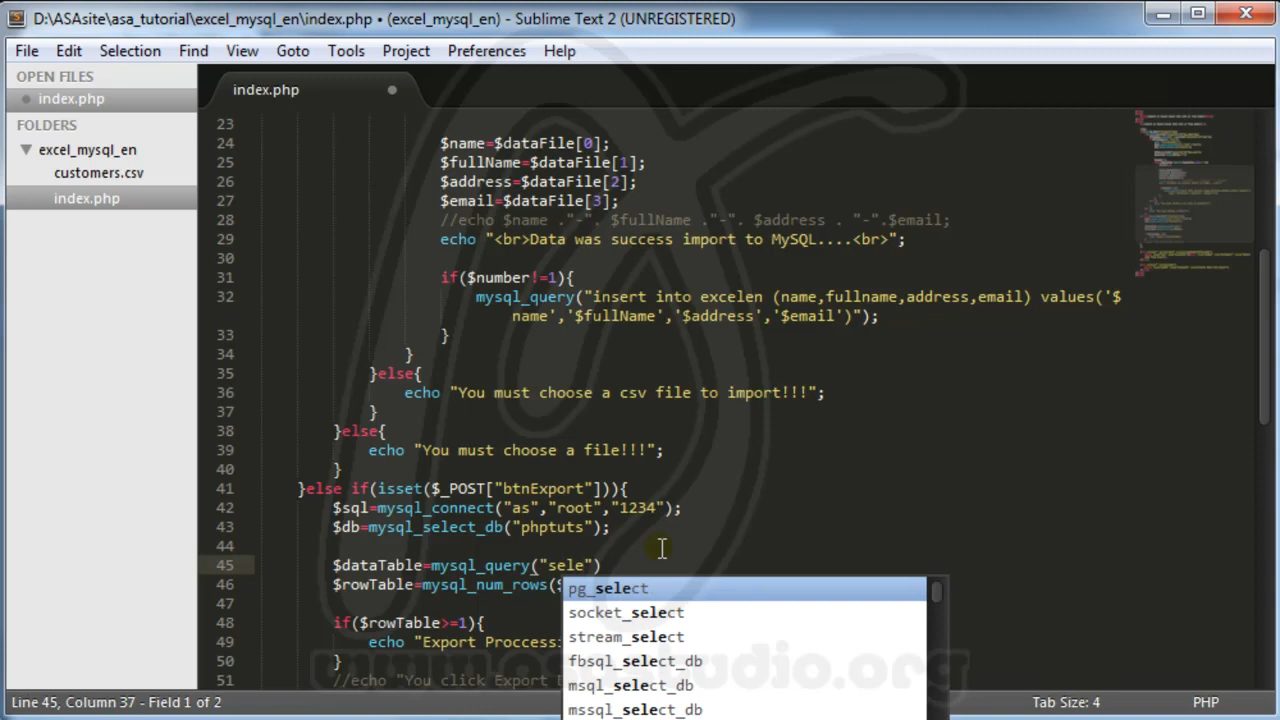 D:\ASAsite\asa_tutorial\excel_mysql_en\index.php • (excel_mysql_en) - Sublime Text 2 (UNREGISTERED)
File Edit Selection Find View Goto Tools Project Preferences Help
OPEN FILES
index.php
FOLDERS
excel_mysql_en
customers.csv
index.php
index.php
23
24 $name=$dataFile[0];
25 $fullName=$dataFile[1];
26 $address=$dataFile[2];
27 $email=$dataFile[3];
28 //echo $name ."-". $fullName ."-". $address . "-".$email;
29 echo "<br>Data was success import to MySQL....<br>";
30
31 if($number!=1){
32 mysql_query("insert into excelen (name,fullname,address,email) values('$
name','$fullName','$address','$email')");
33 }
34 }
35 }else{
36 echo "You must choose a csv file to import!!!";
37 }
38 }else{
39 echo "You must choose a file!!!";
40 }
41 }else if(isset($_POST["btnExport"])){
42 $sql=mysql_connect("as","root","1234");
43 $db=mysql_select_db("phptuts");
44
45 $dataTable=mysql_query("sele")
46 $rowTable=mysql_num_rows($
47
48 if($rowTable>=1){
49 echo "Export Proccess
50 }
51 //echo "You click Export
pg_select
socket_select
stream_select
fbsql_select_db
msql_select_db
mssql_select_db
www.asastudio.org
Line 45, Column 37 - Field 1 of 2 Tab Size: 4 PHP